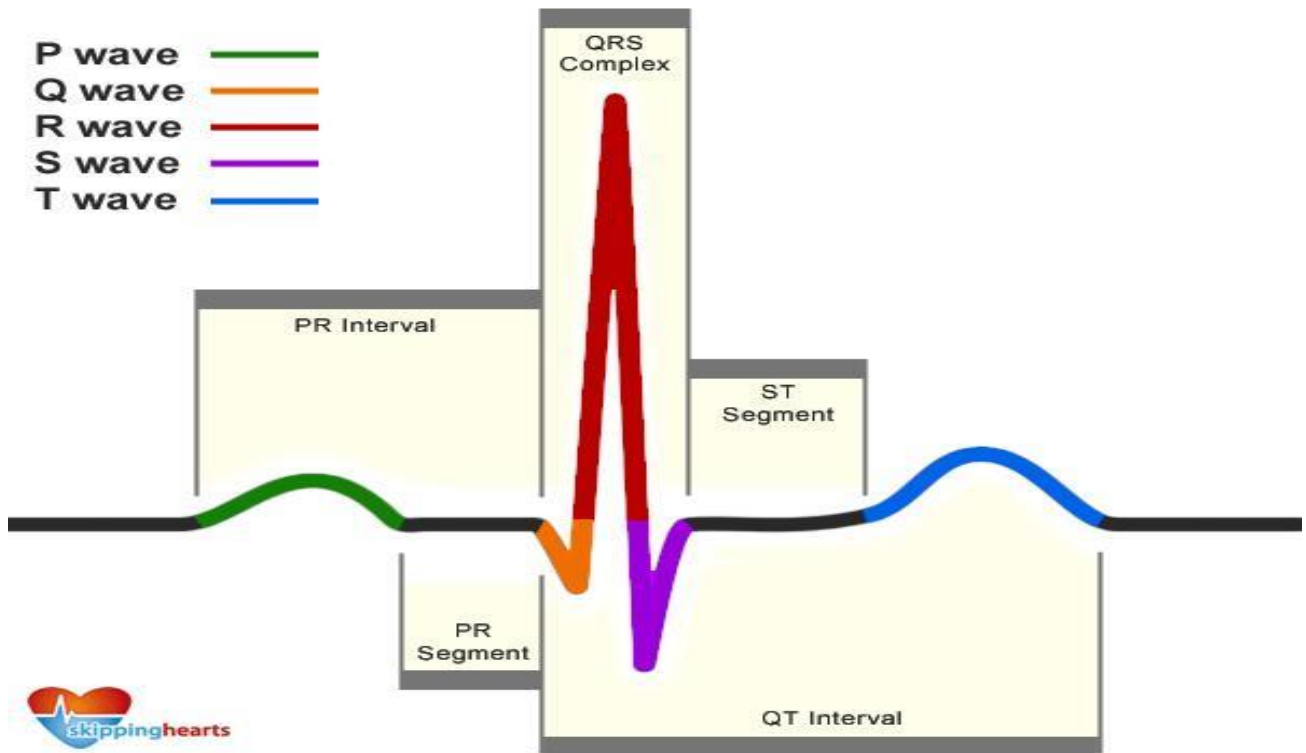 P wave
Q wave
R wave
S wave
T wave
QRS
Complex
PR Interval
ST
Segment
PR
Segment
QT Interval
skippinghearts